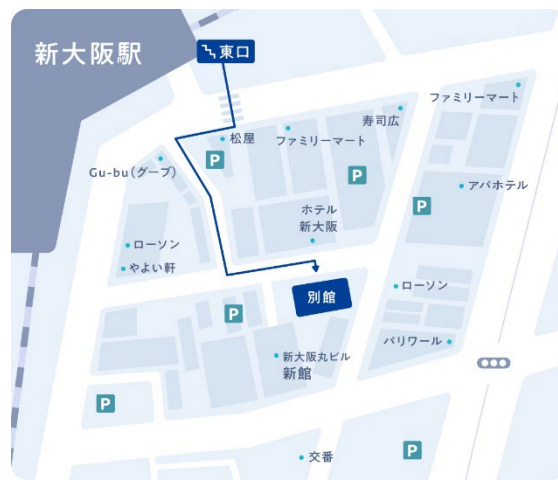 新大阪駅
東口
ファミリーマート
寿司広
松屋
ファミリーマート
P
Gu-bu(グーブ)
P
アパホテル
P
ホテル
新大阪
ローソン
やよい軒
別館
ローソン
P
パリワール
新大阪丸ビル
新館
P
交番
P